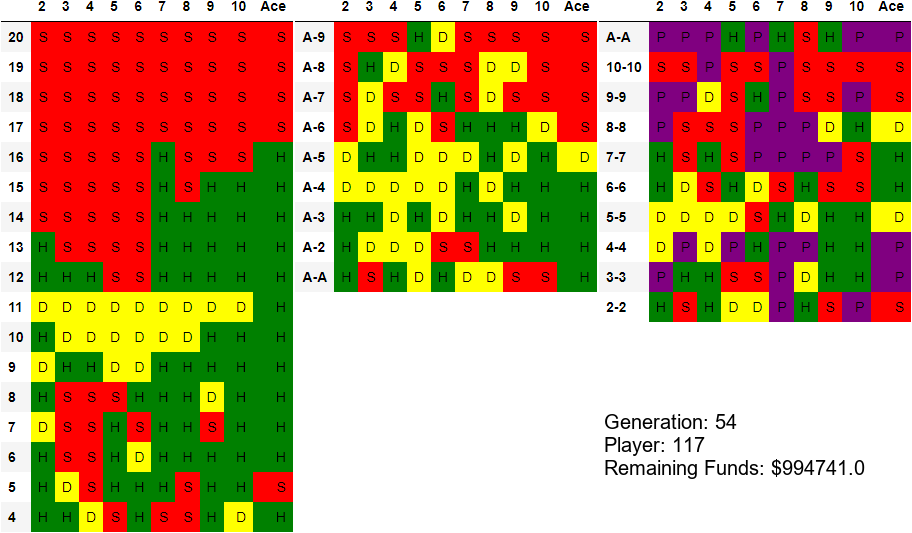 2 3 4 5 6 7 8 9 10 Ace
20 S S S S S S S S S S
19 S S S S S S S S S S
18 S S S S S S S S S S
17 S S S S S S S S S S
16 S S S S S H S S S H
15 S S S S S H S H H H
14 S S S S S H H H H H
13 H S S S S H H H H H
12 H H H S S H H H H H
11 D D D D D D D D D H
10 H D D D D D D H H H
9 D H H D D H H H H H
8 H S S S H H H D H H
7 D S S H S H H S H H
6 H S S H D H H H H H
5 H D S H H H S H H S
4 H H D S H S S H D H
2 3 4 5 6 7 8 9 10 Ace
A-9 S S S H D S S S S S
A-8 S H D S S S D D S S
A-7 S D S S H S D S S S
A-6 S D H D S H H H D S
A-5 D H H D D D H D H D
A-4 D D D D D H D H H H
A-3 H H D H D H H D H H
A-2 H D D D S S H H H H
A-A H S H D H D D S S H
2 3 4 5 6 7 8 9 10 Ace
A-A P P P H P H S H P P
10-10 S S P S S P S S S S
9-9 P P D S H P S S P S
8-8 P S S S P P P D H D
7-7 H S H S P P P P S H
6-6 H D S H D S H S S H
5-5 D D D D S H D H H D
4-4 D P D P H P P H H P
3-3 P H H S S P D H H P
2-2 H S H D D P H S P S
Generation: 54
Player: 117
Remaining Funds: $994741.0